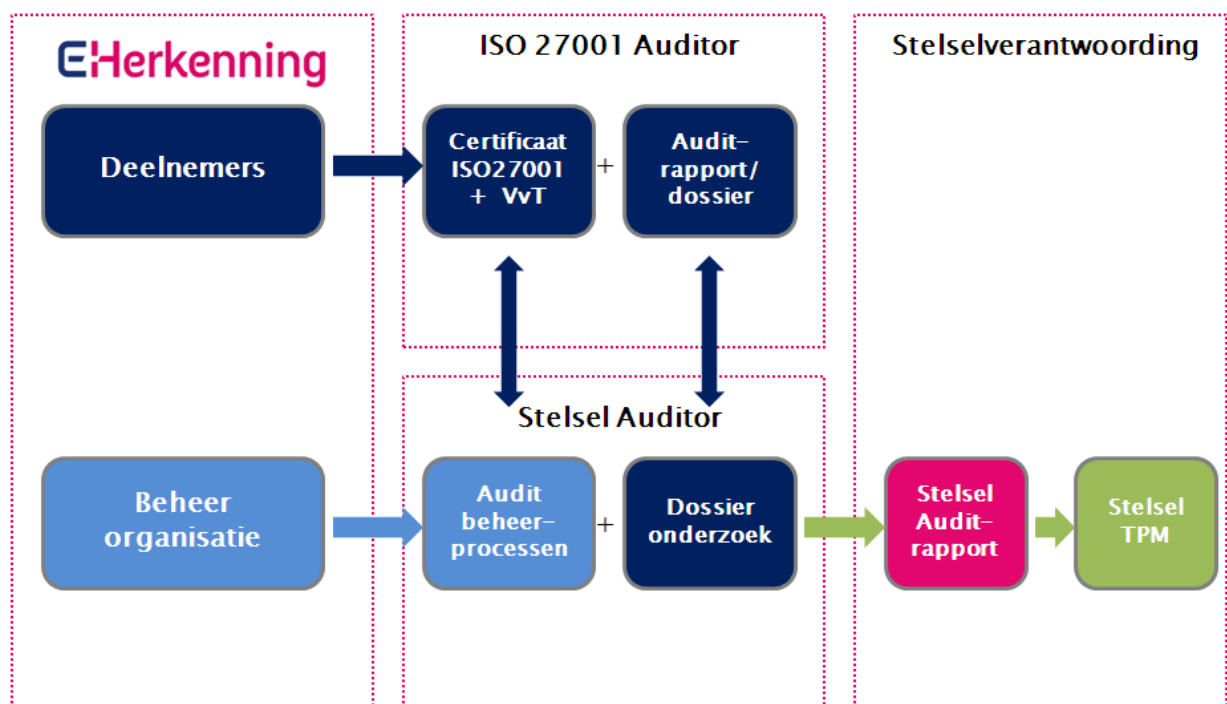 EHerkenning
Deelnemers
ISO 27001 Auditor
Certificaat
ISO27001
+ VvT
+
Audit-
rapport/
dossier
Stelselverantwoording
Beheer
organisatie
Stelsel Auditor
Audit
beheer-
processen
+
Dossier
onderzoek
Stelsel
Audit-
rapport
Stelsel
TPM